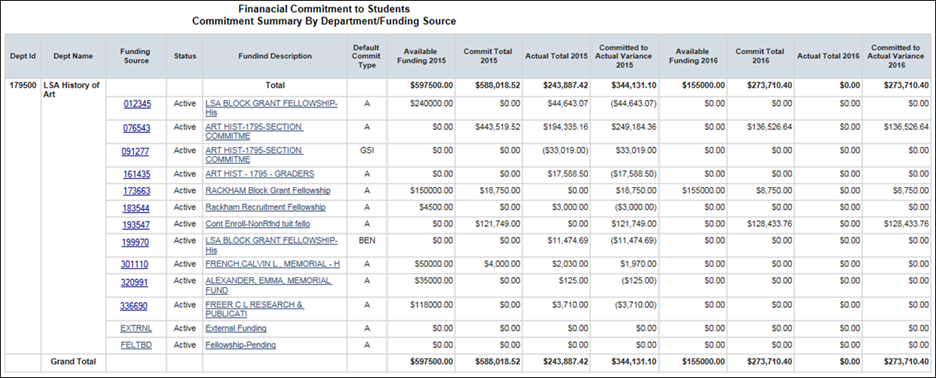 Finanacial Commitment to Students
Commitment Summary By Department/Funding Source
Dept Id Dept Name Funding Source Status Fundind Description Default Commit Type Available Funding 2015 Commit Total 2015 Actual Total 2015 Committed to Actual Variance 2015 Available Funding 2016 Commit Total 2016 Actual Total 2016 Committed to Actual Variance 2016
179500 LSA History of Art Total $597500.00 $588,018.52 $243,887.42 $344,131.10 $155000.00 $273,710.40 $0.00 $273,710.40
012345 Active LSA BLOCK GRANT FELLOWSHIP-His A $240000.00 $0.00 $44,643.07 ($44,643.07) $0.00 $0.00 $0.00 $0.00
076543 Active ART HIST-1795-SECTION COMMITME A $0.00 $443,519.52 $194,335.16 $249,184.36 $0.00 $136,526.64 $0.00 $136,526.64
091277 Active ART HIST-1795-SECTION COMMITME GSI $0.00 $0.00 ($33,019.00) $33,019.00 $0.00 $0.00 $0.00 $0.00
161435 Active ART HIST - 1795 - GRADERS A $0.00 $0.00 $17,588.50 ($17,588.50) $0.00 $0.00 $0.00 $0.00
173663 Active RACKHAM Block Grant Fellowship A $150000.00 $18,750.00 $0.00 $18,750.00 $155000.00 $8,750.00 $0.00 $8,750.00
183544 Active Rackham Recruitment Fellowship A $4500.00 $0.00 $3,000.00 ($3,000.00) $0.00 $0.00 $0.00 $0.00
193547 Active Cont Enroll-NonRfnd tuit fello A $0.00 $121,749.00 $0.00 $121,749.00 $0.00 $128,433.76 $0.00 $128,433.76
199970 Active LSA BLOCK GRANT FELLOWSHIP-His BEN $0.00 $0.00 $11,474.69 ($11,474.69) $0.00 $0.00 $0.00 $0.00
301110 Active FRENCH,CALVIN L., MEMORIAL - H A $50000.00 $4,000.00 $2,030.00 $1,970.00 $0.00 $0.00 $0.00 $0.00
320991 Active ALEXANDER, EMMA, MEMORIAL FUND A $35000.00 $0.00 $125.00 ($125.00) $0.00 $0.00 $0.00 $0.00
336690 Active FREER C L RESEARCH & PUBLICATI A $118000.00 $0.00 $3,710.00 ($3,710.00) $0.00 $0.00 $0.00 $0.00
EXTRNL Active External Funding A $0.00 $0.00 $0.00 $0.00 $0.00 $0.00 $0.00 $0.00
FELTBD Active Fellowship-Pending A $0.00 $0.00 $0.00 $0.00 $0.00 $0.00 $0.00 $0.00
Grand Total $597500.00 $588,018.52 $243,887.42 $344,131.10 $155000.00 $273,710.40 $0.00 $273,710.40